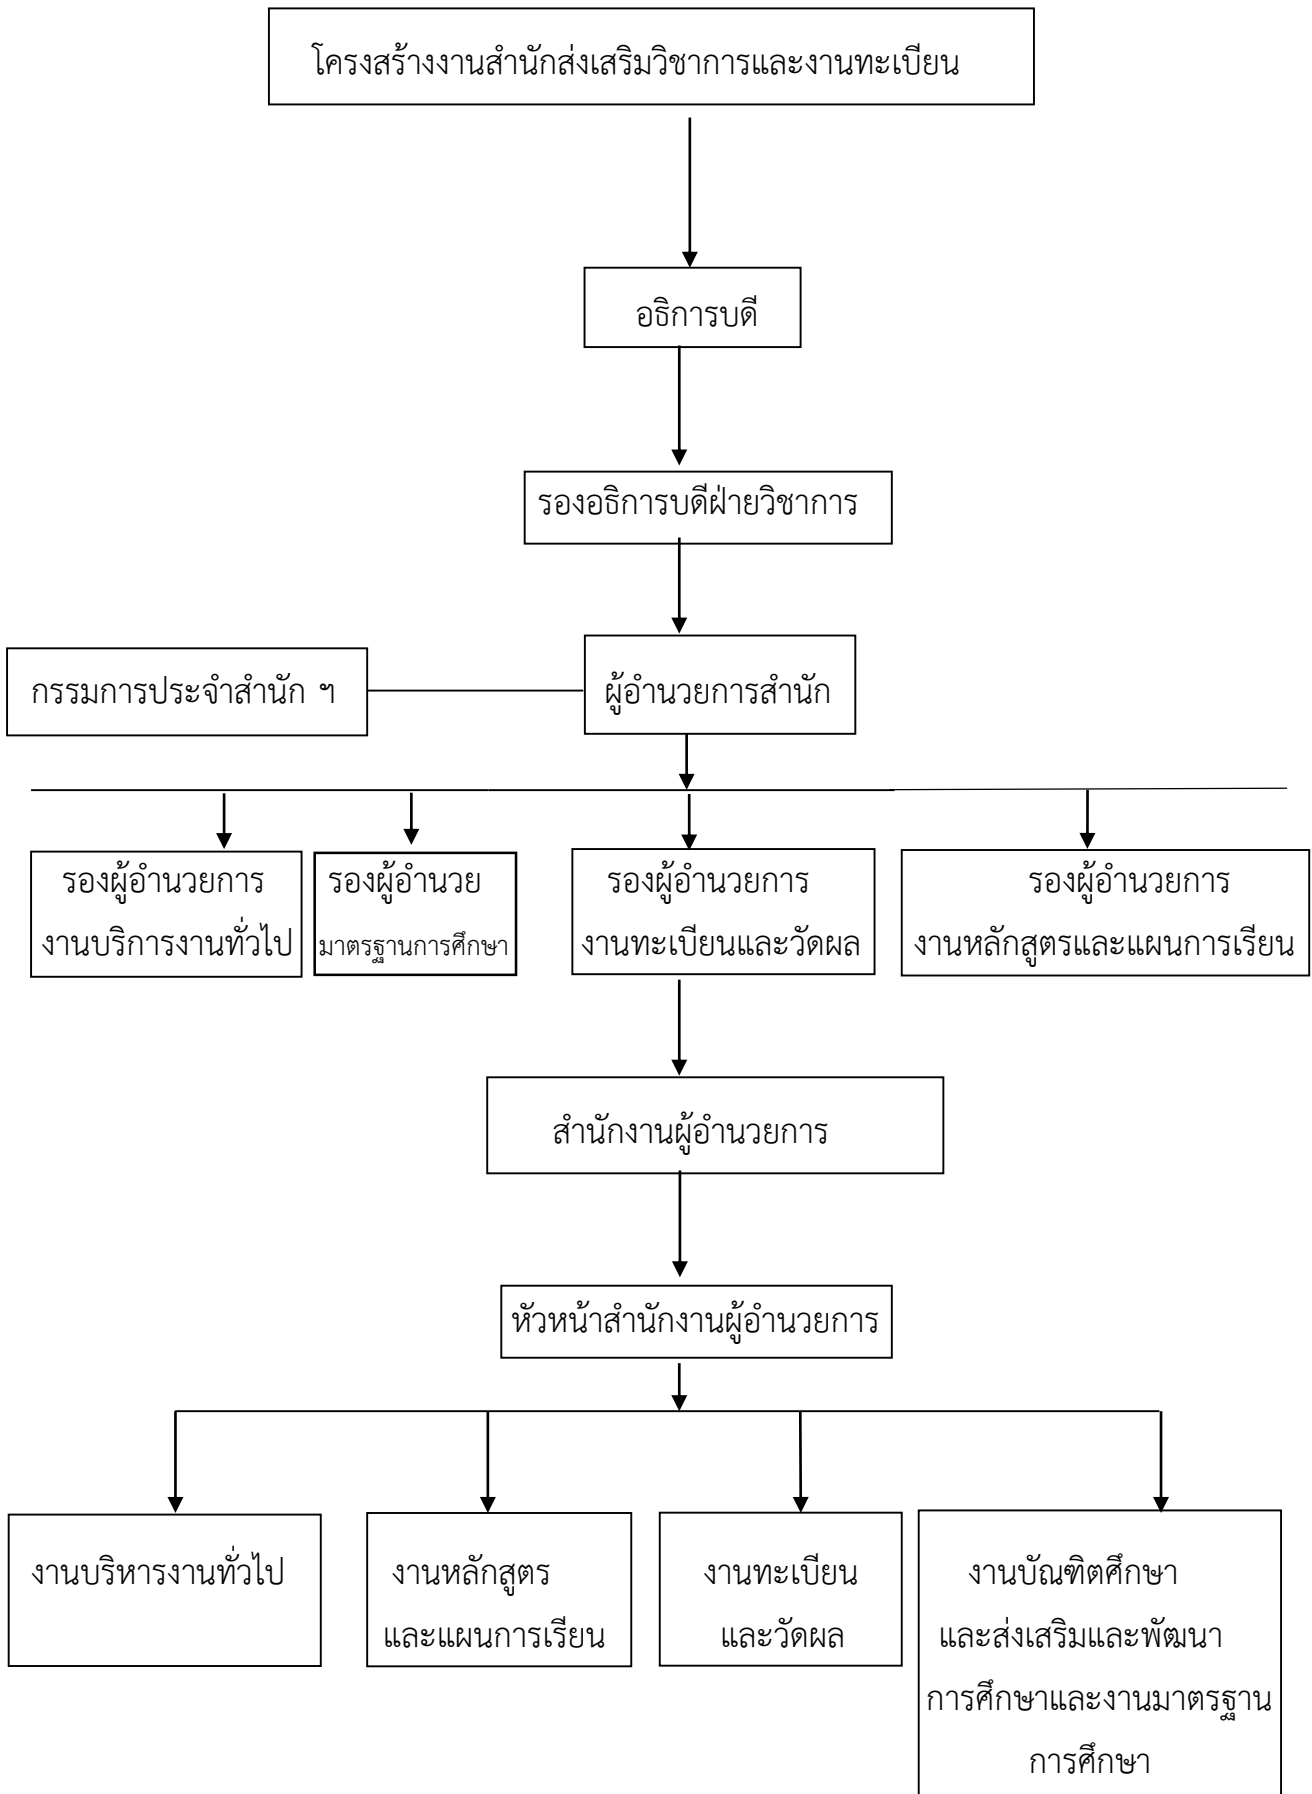 โครงสร้างงานสำนักส่งเสริมวิชาการและงานทะเบียน
อธิการบดี
รองอธิการบดีฝ่ายวิชาการ
กรรมการประจำสำนัก ฯ
ผู้อำนวยการสำนัก
รองผู้อำนวยการ
งานบริการงานทั่วไป
รองผู้อำนวย
มาตรฐานการศึกษา
รองผู้อำนวยการ
งานทะเบียนและวัดผล
รองผู้อำนวยการ
งานหลักสูตรและแผนการเรียน
สำนักงานผู้อำนวยการ
หัวหน้าสำนักงานผู้อำนวยการ
งานบริหารงานทั่วไป
งานหลักสูตร
และแผนการเรียน
งานทะเบียน
และวัดผล
งานบัณฑิตศึกษา
และส่งเสริมและพัฒนา
การศึกษาและงานมาตรฐาน
การศึกษา